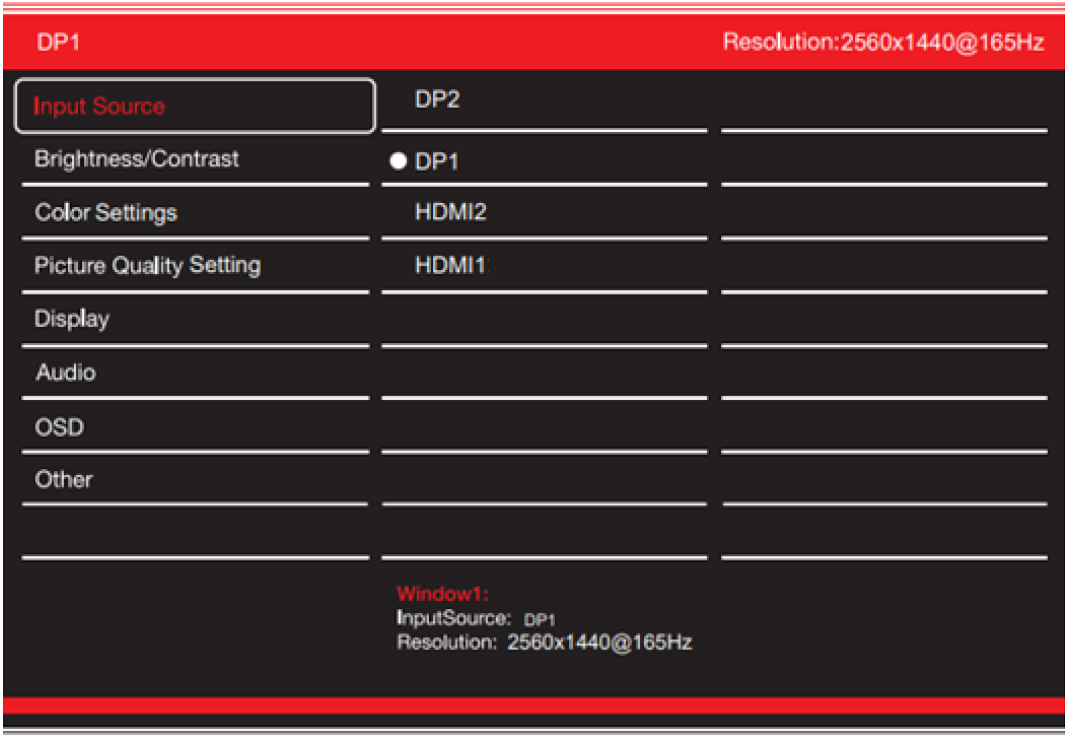 DP1
Resolution:2560x1440@165Hz
Input Source
DP2
Brightness/Contrast
DP1
Color Settings
HDMI2
Picture Quality Setting
HDMI1
Display
Audio
OSD
Other
Window1:
InputSource: DP1
Resolution: 2560x1440@165Hz